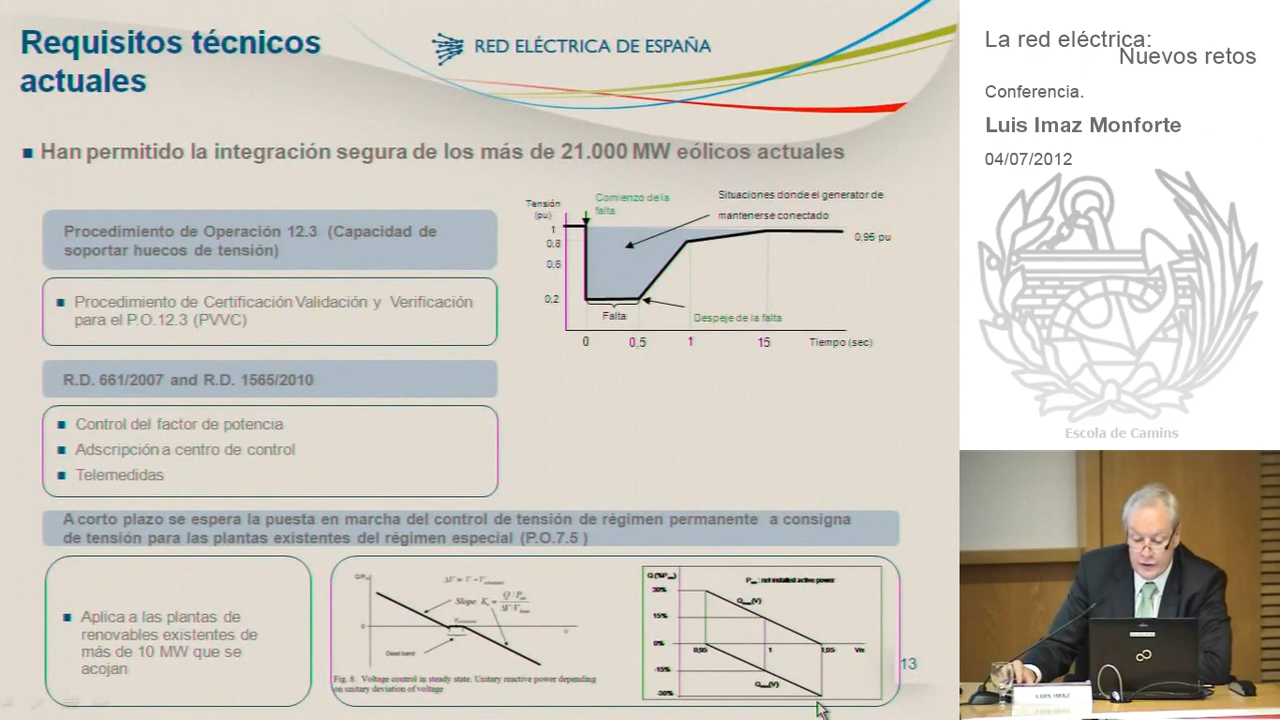 Requisitos técnicos
actuales
RED ELÉCTRICA DE ESPAÑA
Han permitido la integración segura de los más de 21.000 MW eólicos actuales
Procedimiento de Operación 12.3 (Capacidad de
soportar huecos de tensión)
Procedimiento de Certificación Validación y Verificación
para el P.O.12.3 (PVVC)
R.D. 661/2007 and R.D. 1565/2010
Control del factor de potencia
Adscripción a centro de control
Telemedidas
Tensión
(pu)
Comienzo de la
falta
Situaciones donde el generator de
mantenerse conectado
1
0,8
0,6
0,2
0,95 pu
Falta
Despeje de la falta
0
0,5
1
15
Tiempo (sec)
A corto plazo se espera la puesta en marcha del control de tensión de régimen permanente a consigna
de tensión para las plantas existentes del régimen especial (P.O.7.5 )
Aplica a las plantas de
renovables existentes de
más de 10 MW que se
acojan
Slope
Dead band
Fig. 8. Voltage control in steady state. Unitary reactive power depending
on unitary deviation of voltage
: not installed active power
30%
15%
0%
-15%
-30%
0,95
1
1,05
13
La red eléctrica:
Nuevos retos
Conferencia.
Luis Imaz Monforte
04/07/2012
Escola de Camins
LUIS IMAZ